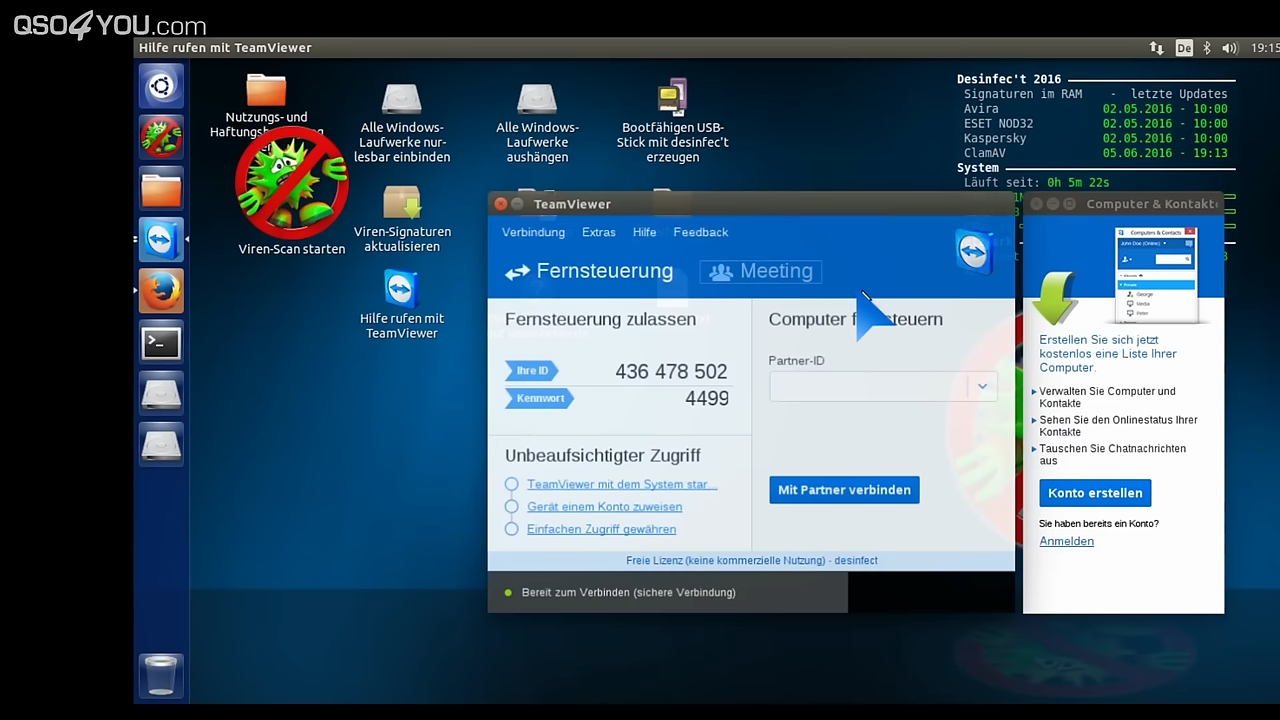 QSO4YOU.com
Hilfe rufen mit TeamViewer
De
19:15
Nutzungs- und
Alle Windows-
Laufwerke nur-
lesbar einbinden
Alle Windows-
Laufwerke
aushängen
Bootfähigen USB-
Stick mit desinfec't
erzeugen
Viren-Scan starten
Viren-Signaturen
aktualisieren
Hilfe rufen mit
TeamViewer
Desinfec't 2016
Signaturen im RAM - letzte Updates
Avira 02.05.2016 - 10:00
ESET NOD32 02.05.2016 - 10:00
Kaspersky 02.05.2016 - 10:00
ClamAV 05.06.2016 - 19:13
System
Läuft seit: 0h 5m 22s
TeamViewer
Verbindung Extras Hilfe Feedback
Fernsteuerung Meeting
Fernsteuerung zulassen
Ihre ID 436 478 502
Kennwort 4499
Unbeaufsichtigter Zugriff
TeamViewer mit dem System star...
Gerät einem Konto zuweisen
Einfachen Zugriff gewähren
Computer
Partner-ID
Mit Partner verbinden
Freie Lizenz (keine kommerzielle Nutzung) - desinfect
Bereit zum Verbinden (sichere Verbindung)
Computer & Kontakte
Computers & Contacts
John Doe (Online)
George
Media
Peter
Erstellen Sie sich jetzt
kostenlos eine Liste Ihrer
Computer.
Verwalten Sie Computer und
Kontakte
Sehen Sie den Onlinestatus Ihrer
Kontakte
Tauschen Sie Chatnachrichten
aus
Konto erstellen
Sie haben bereits ein Konto?
Anmelden